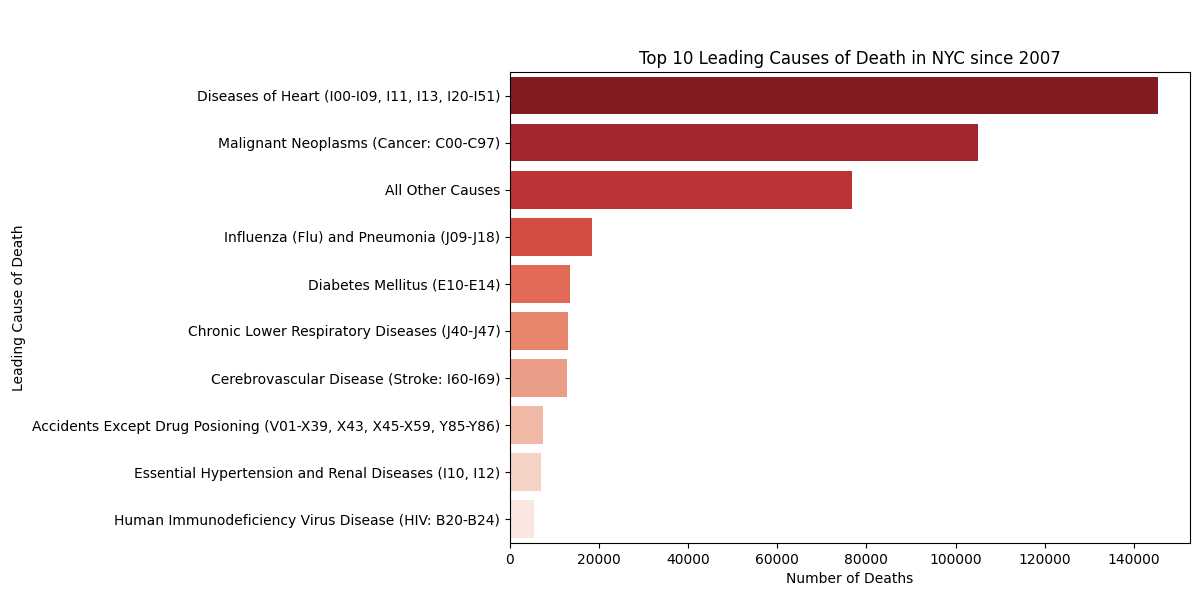 Top 10 Leading Causes of Death in NYC since 2007
Leading Cause of Death
Diseases of Heart (I00-I09, I11, I13, I20-I51)
Malignant Neoplasms (Cancer: C00-C97)
All Other Causes
Influenza (Flu) and Pneumonia (J09-J18)
Diabetes Mellitus (E10-E14)
Chronic Lower Respiratory Diseases (J40-J47)
Cerebrovascular Disease (Stroke: I60-I69)
Accidents Except Drug Posioning (V01-X39, X43, X45-X59, Y85-Y86)
Essential Hypertension and Renal Diseases (I10, I12)
Human Immunodeficiency Virus Disease (HIV: B20-B24)
0 20000 40000 60000 80000 100000 120000 140000
Number of Deaths